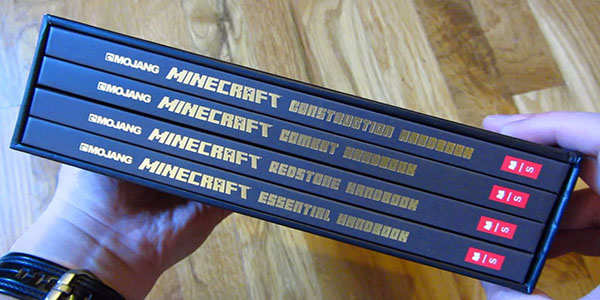 MOJANG MINECRAFT CONSTRUCTION HANDBOOK S
MOJANG MINECRAFT COMBAT HANDBOOK S
MOJANG MINECRAFT REDSTONE HANDBOOK S
MOJANG MINECRAFT ESSENTIAL HANDBOOK S